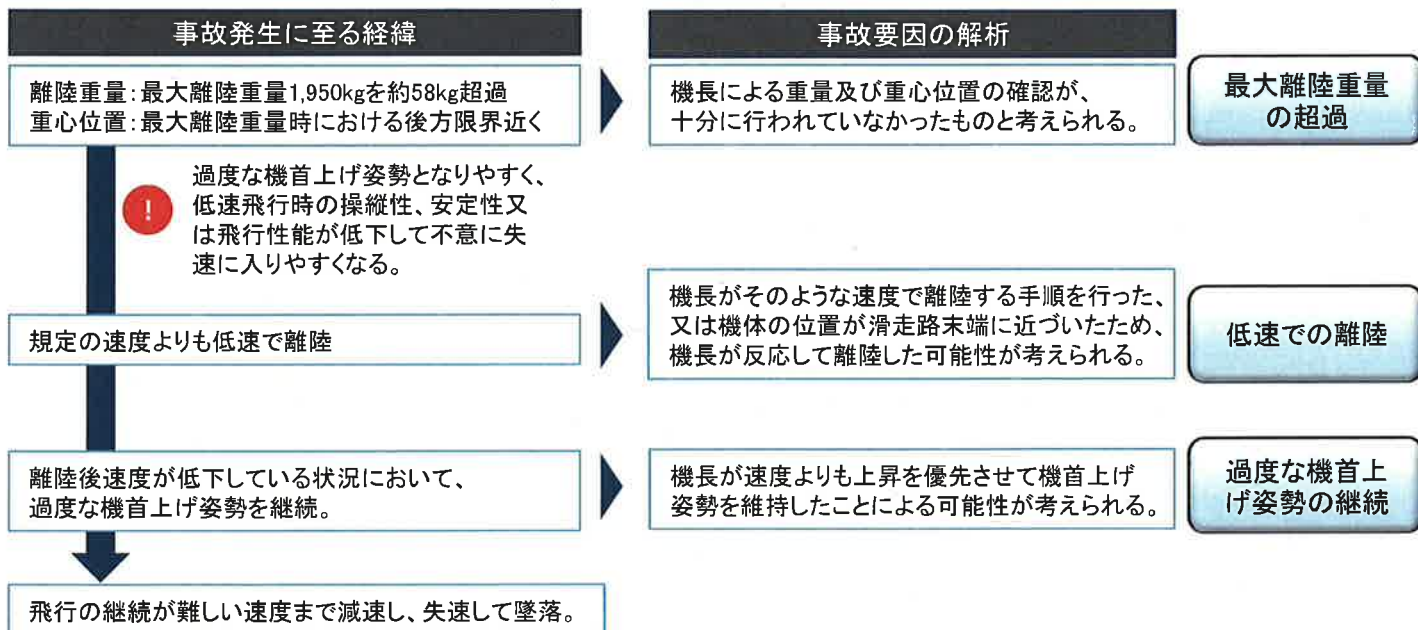 事故発生に至る経緯
事故要因の解析
離陸重量:最大離陸重量1,950kgを約58kg超過
重心位置:最大離陸重量時における後方限界近く
機長による重量及び重心位置の確認が、
十分に行われていなかったものと考えられる。
最大離陸重量
の超過
!
過度な機首上げ姿勢となりやすく、
低速飛行時の操縦性、安定性又
は飛行性能が低下して不意に失
速に入りやすくなる。
規定の速度よりも低速で離陸
機長がそのような速度で離陸する手順を行った、
又は機体の位置が滑走路末端に近づいたため、
機長が反応して離陸した可能性が考えられる。
低速での離陸
離陸後速度が低下している状況において、
過度な機首上げ姿勢を継続。
機長が速度よりも上昇を優先させて機首上げ
姿勢を維持したことによる可能性が考えられる。
過度な機首上
げ姿勢の継続
飛行の継続が難しい速度まで減速し、失速して墜落。